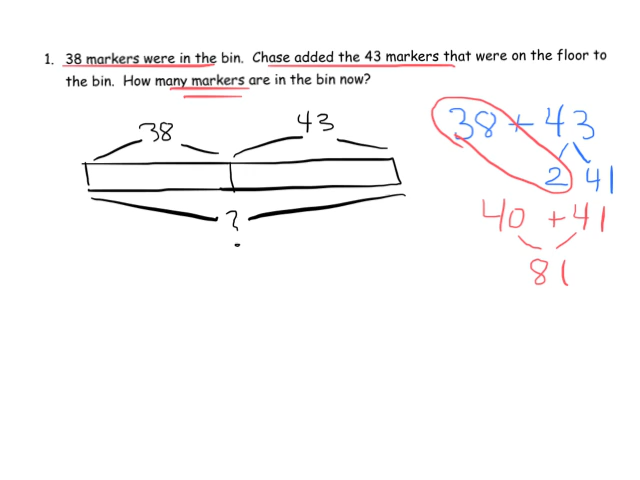 1. 38 markers were in the bin. Chase added the 43 markers that were on the floor to
the bin. How many markers are in the bin now?
38 43
?
38 + 43
2 41
40 + 41
81